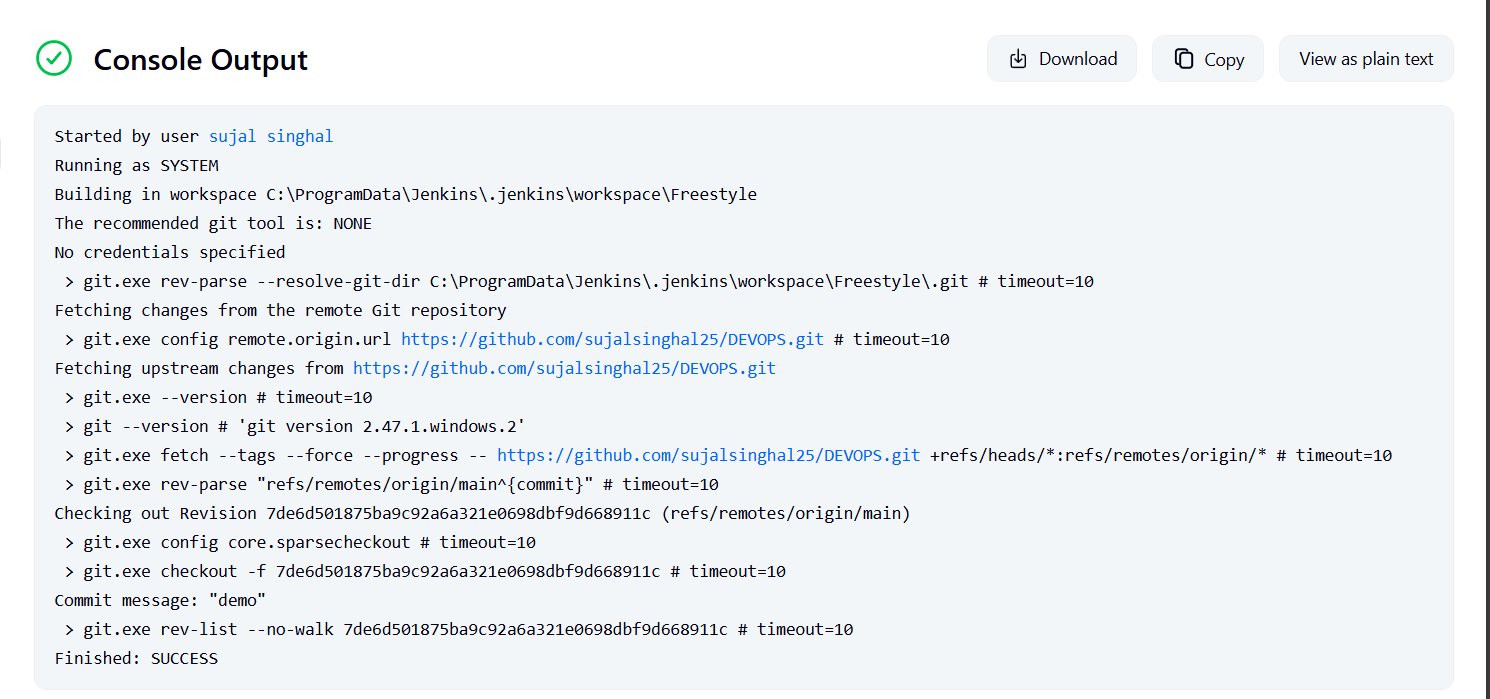 Console Output
Download
Copy
View as plain text
Started by user sujal singhal
Running as SYSTEM
Building in workspace C:\ProgramData\Jenkins\.jenkins\workspace\Freestyle
The recommended git tool is: NONE
No credentials specified
 > git.exe rev-parse --resolve-git-dir C:\ProgramData\Jenkins\.jenkins\workspace\Freestyle\.git # timeout=10
Fetching changes from the remote Git repository
 > git.exe config remote.origin.url https://github.com/sujalsinghal25/DEVOPS.git # timeout=10
Fetching upstream changes from https://github.com/sujalsinghal25/DEVOPS.git
 > git.exe --version # timeout=10
 > git --version # 'git version 2.47.1.windows.2'
 > git.exe fetch --tags --force --progress -- https://github.com/sujalsinghal25/DEVOPS.git +refs/heads/*:refs/remotes/origin/* # timeout=10
 > git.exe rev-parse "refs/remotes/origin/main^{commit}" # timeout=10
Checking out Revision 7de6d501875ba9c92a6a321e0698dbf9d668911c (refs/remotes/origin/main)
 > git.exe config core.sparsecheckout # timeout=10
 > git.exe checkout -f 7de6d501875ba9c92a6a321e0698dbf9d668911c # timeout=10
Commit message: "demo"
 > git.exe rev-list --no-walk 7de6d501875ba9c92a6a321e0698dbf9d668911c # timeout=10
Finished: SUCCESS